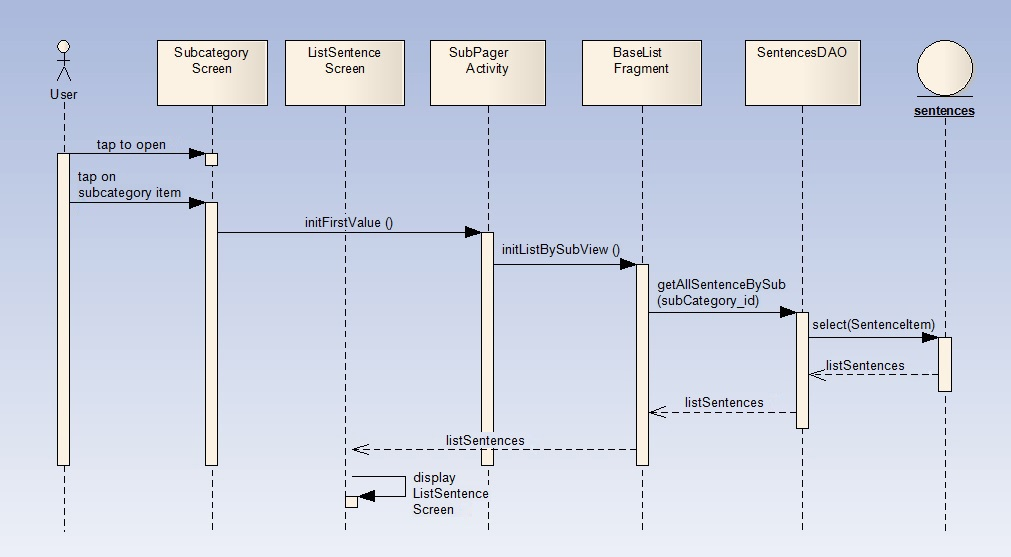 Subcategory
Screen
ListSentence
Screen
SubPager
Activity
BaseList
Fragment
SentencesDAO
User
sentences
tap to open
tap on
subcategory item
initFirstValue ()
initListBySubView ()
getAllSentenceBySub
(subCategory_id)
select(SentenceItem)
listSentences
listSentences
listSentences
display
ListSentence
Screen